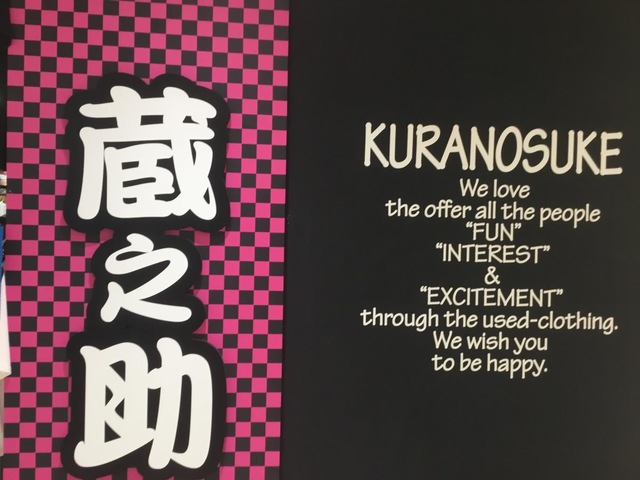 蔵之助
KURANOSUKE
We love
the offer all the people
“FUN”
“INTEREST”
&
“EXCITEMENT”
through the used-clothing.
We wish you
to be happy.